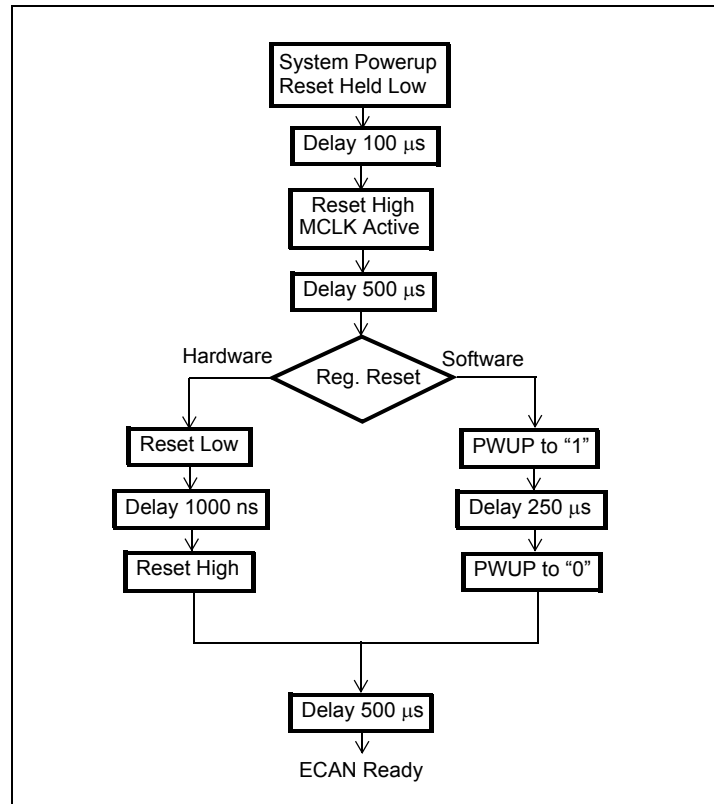 System Powerup
Reset Held Low
Delay 100 μs
Reset High
MCLK Active
Delay 500 μs
Hardware
Software
Reg. Reset
Reset Low
PWUP to “1”
Delay 1000 ns
Delay 250 μs
Reset High
PWUP to “0”
Delay 500 μs
ECAN Ready